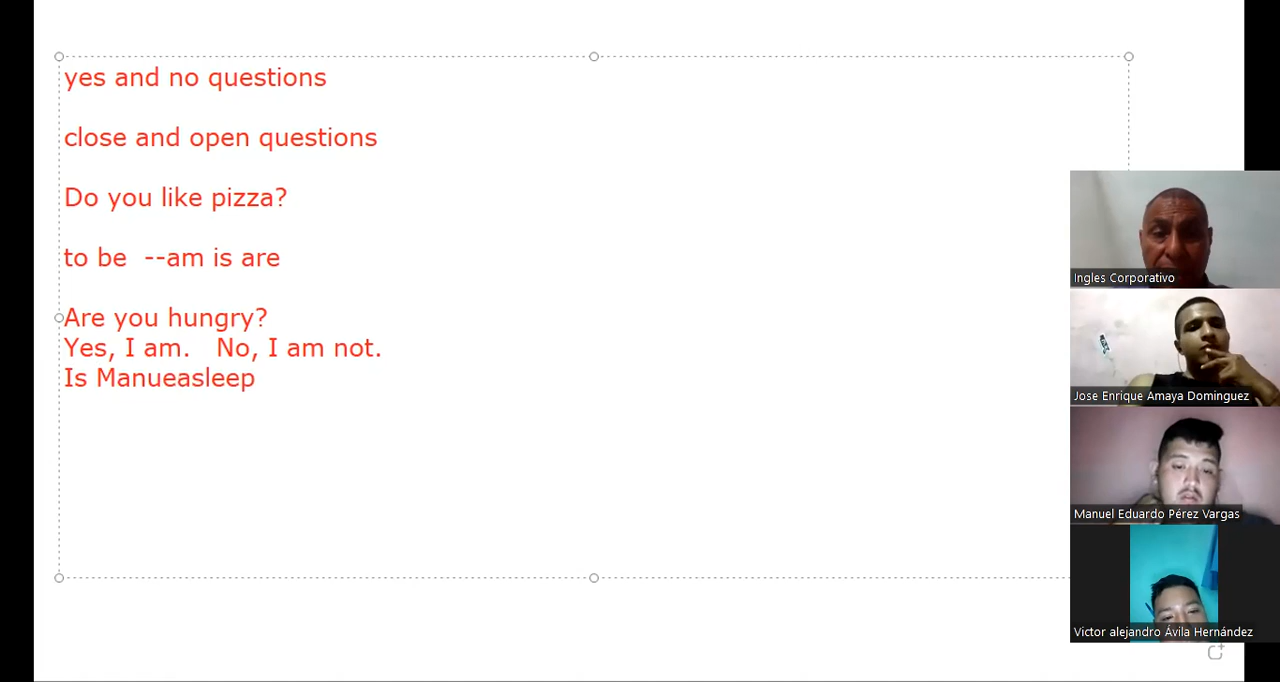 yes and no questions
close and open questions
Do you like pizza?
to be --am is are
Are you hungry?
Yes, I am. No, I am not.
Is Manueasleep
Ingles Corporativo
Jose Enrique Amaya Dominguez
Manuel Eduardo Pérez Vargas
Victor alejandro Ávila Hernández